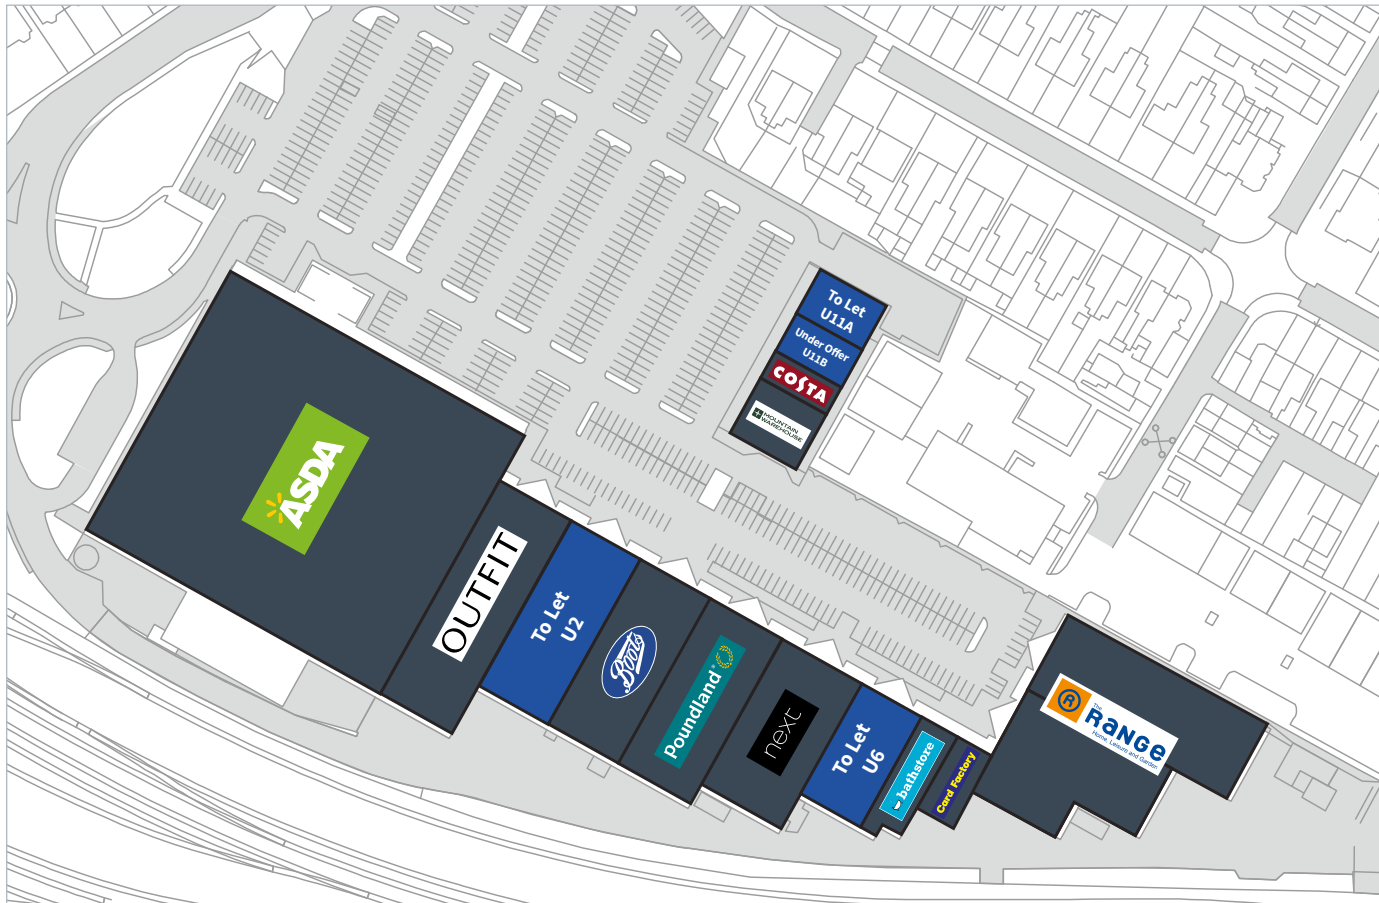 To Let
U11A
Under Offer
U11B
COSTA
MOUNTAIN
WAREHOUSE
ASDA
OUTFIT
To Let
U2
Boots
Poundland
next
To Let
U6
bathstore
Card Factory
R
The
RaNGe
Home, Leisure and Garden